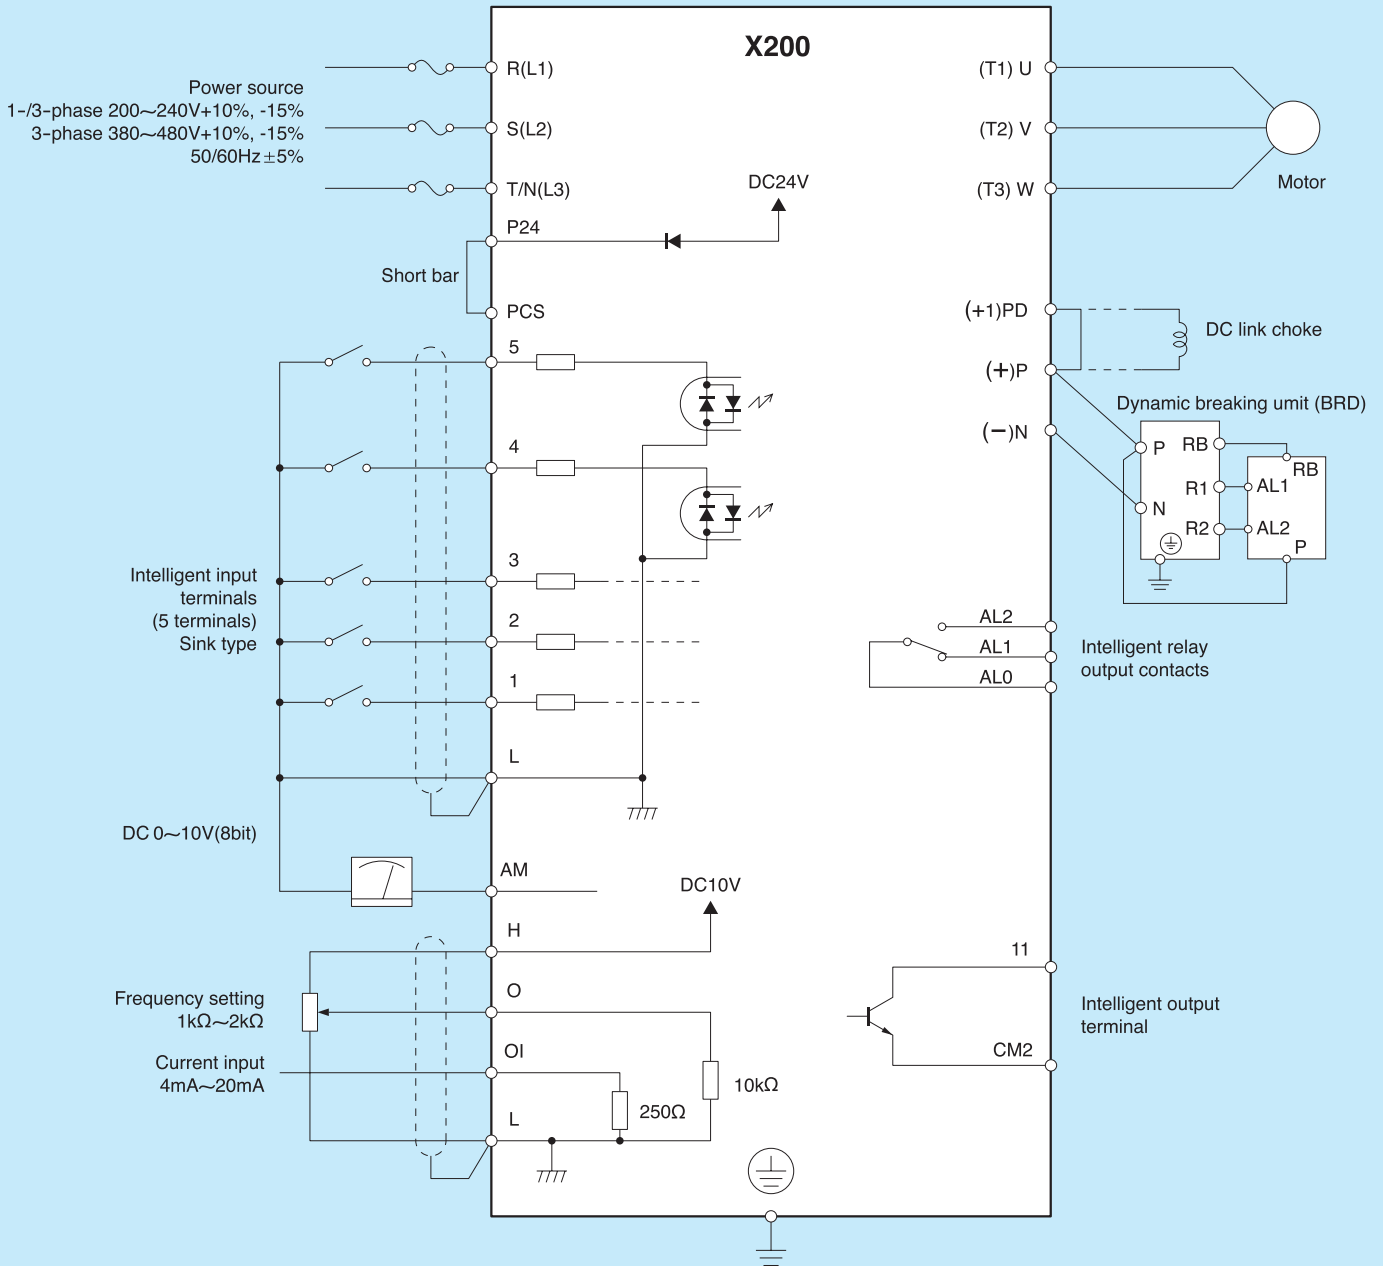 X200
Power source
1-/3-phase 200~240V+10%, -15%
3-phase 380~480V+10%, -15%
50/60Hz±5%
R(L1)
S(L2)
T/N(L3)
P24
DC24V
Short bar
PCS
5
4
3
2
1
L
Intelligent input
terminals
(5 terminals)
Sink type
DC 0~10V(8bit)
AM
DC10V
H
O
OI
L
Frequency setting
1kΩ~2kΩ
Current input
4mA~20mA
250Ω
10kΩ
(T1) U
(T2) V
(T3) W
Motor
(+1)PD
(+)P
(−)N
DC link choke
Dynamic breaking umit (BRD)
P
N
RB
R1
R2
RB
AL1
AL2
P
AL2
AL1
AL0
Intelligent relay
output contacts
11
CM2
Intelligent output
terminal